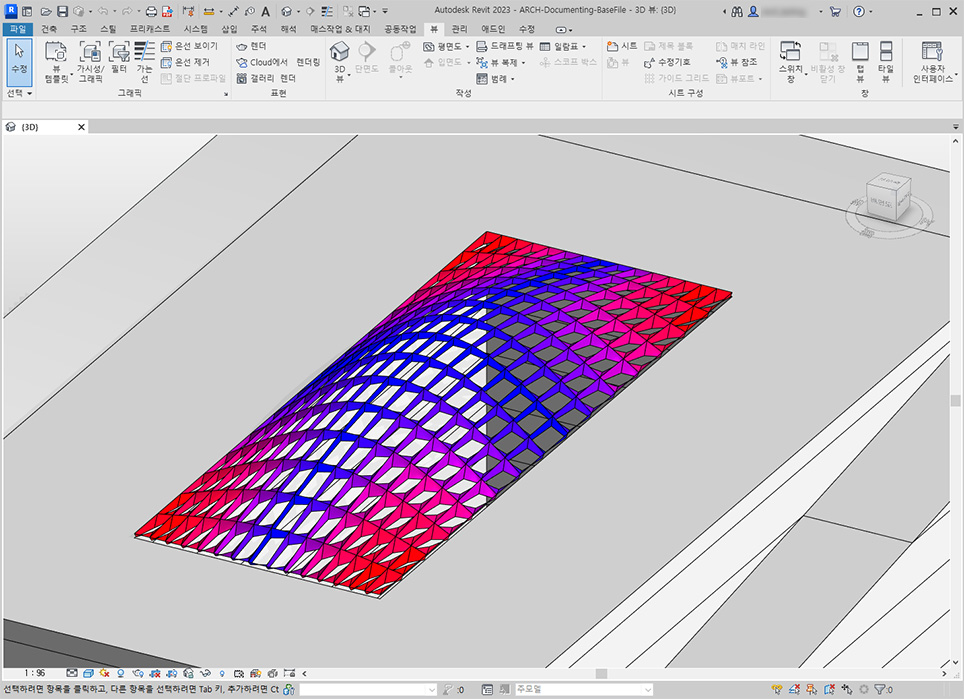 Autodesk Revit 2023 - ARCH-Documenting-BaseFile - 3D 뷰: {3D}
파일 건축 구조 스틸 프리캐스트 시스템 삽입 주석 해석 매스작업 & 대지 공동작업 뷰 관리 애드인 수정
수정
선택
뷰 템플릿
가시성/ 그래픽
필터
가는 선
은선 보이기
은선 제거
절단 프로파일
그래픽
렌더
Cloud에서 렌더링
갤러리 렌더
표현
3D 뷰
단면도
콜아웃
평면도
입면도
드래프팅 뷰
뷰 복제
범례
일람표
스코프 박스
작성
시트
뷰
제목 블록
수정기호
가이드 그리드
매치 라인
뷰 참조
뷰포트
시트 구성
스위치 창
비활성 창 닫기
탭 뷰
타일 뷰
창
사용자 인터페이스
{3D}
1 : 96
선택하려면 항목을 클릭하고, 다른 항목을 선택하려면 Tab 키, 추가하려면 Ct
:0
주모델
:0